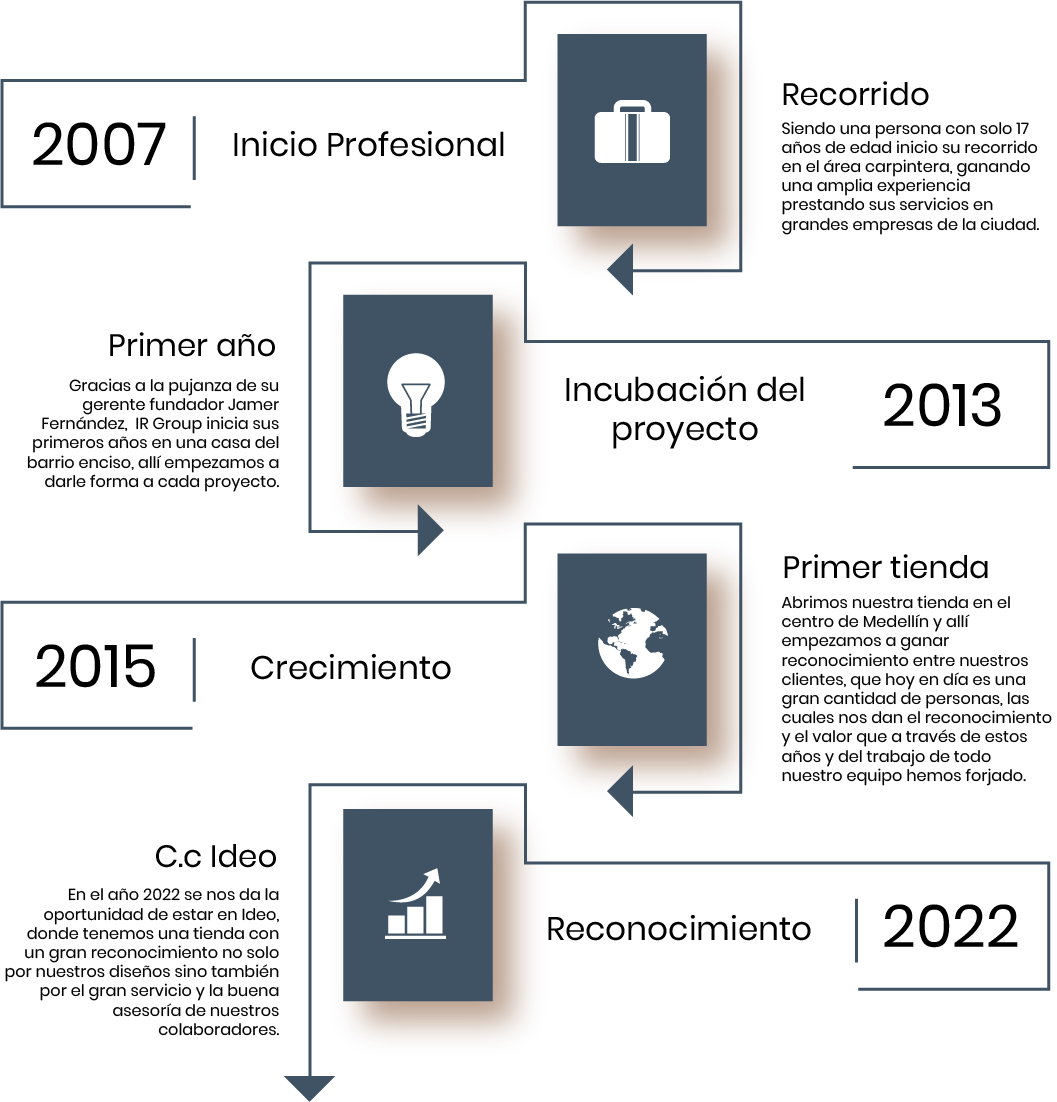 2007
Inicio Profesional
Recorrido
Siendo una persona con solo 17
años de edad inicio su recorrido
en el área carpintera, ganando
una amplia experiencia
prestando sus servicios en
grandes empresas de la ciudad.
Primer año
Gracias a la pujanza de su
gerente fundador Jamer
Fernández,  IR Group inicia sus
primeros años en una casa del
barrio enciso, allí empezamos a
darle forma a cada proyecto.
Incubación del
proyecto
2013
2015
Crecimiento
Primer tienda
Abrimos nuestra tienda en el
centro de Medellín y allí
empezamos a ganar
reconocimiento entre nuestros
clientes, que hoy en día es una
gran cantidad de personas, las
cuales nos dan el reconocimiento
y el valor que a través de estos
años y del trabajo de todo
nuestro equipo hemos forjado.
C.c Ideo
En el año 2022 se nos da la
oportunidad de estar en Ideo,
donde tenemos una tienda con
un gran reconocimiento no solo
por nuestros diseños sino también
por el gran servicio y la buena
asesoría de nuestros
colaboradores.
Reconocimiento
2022